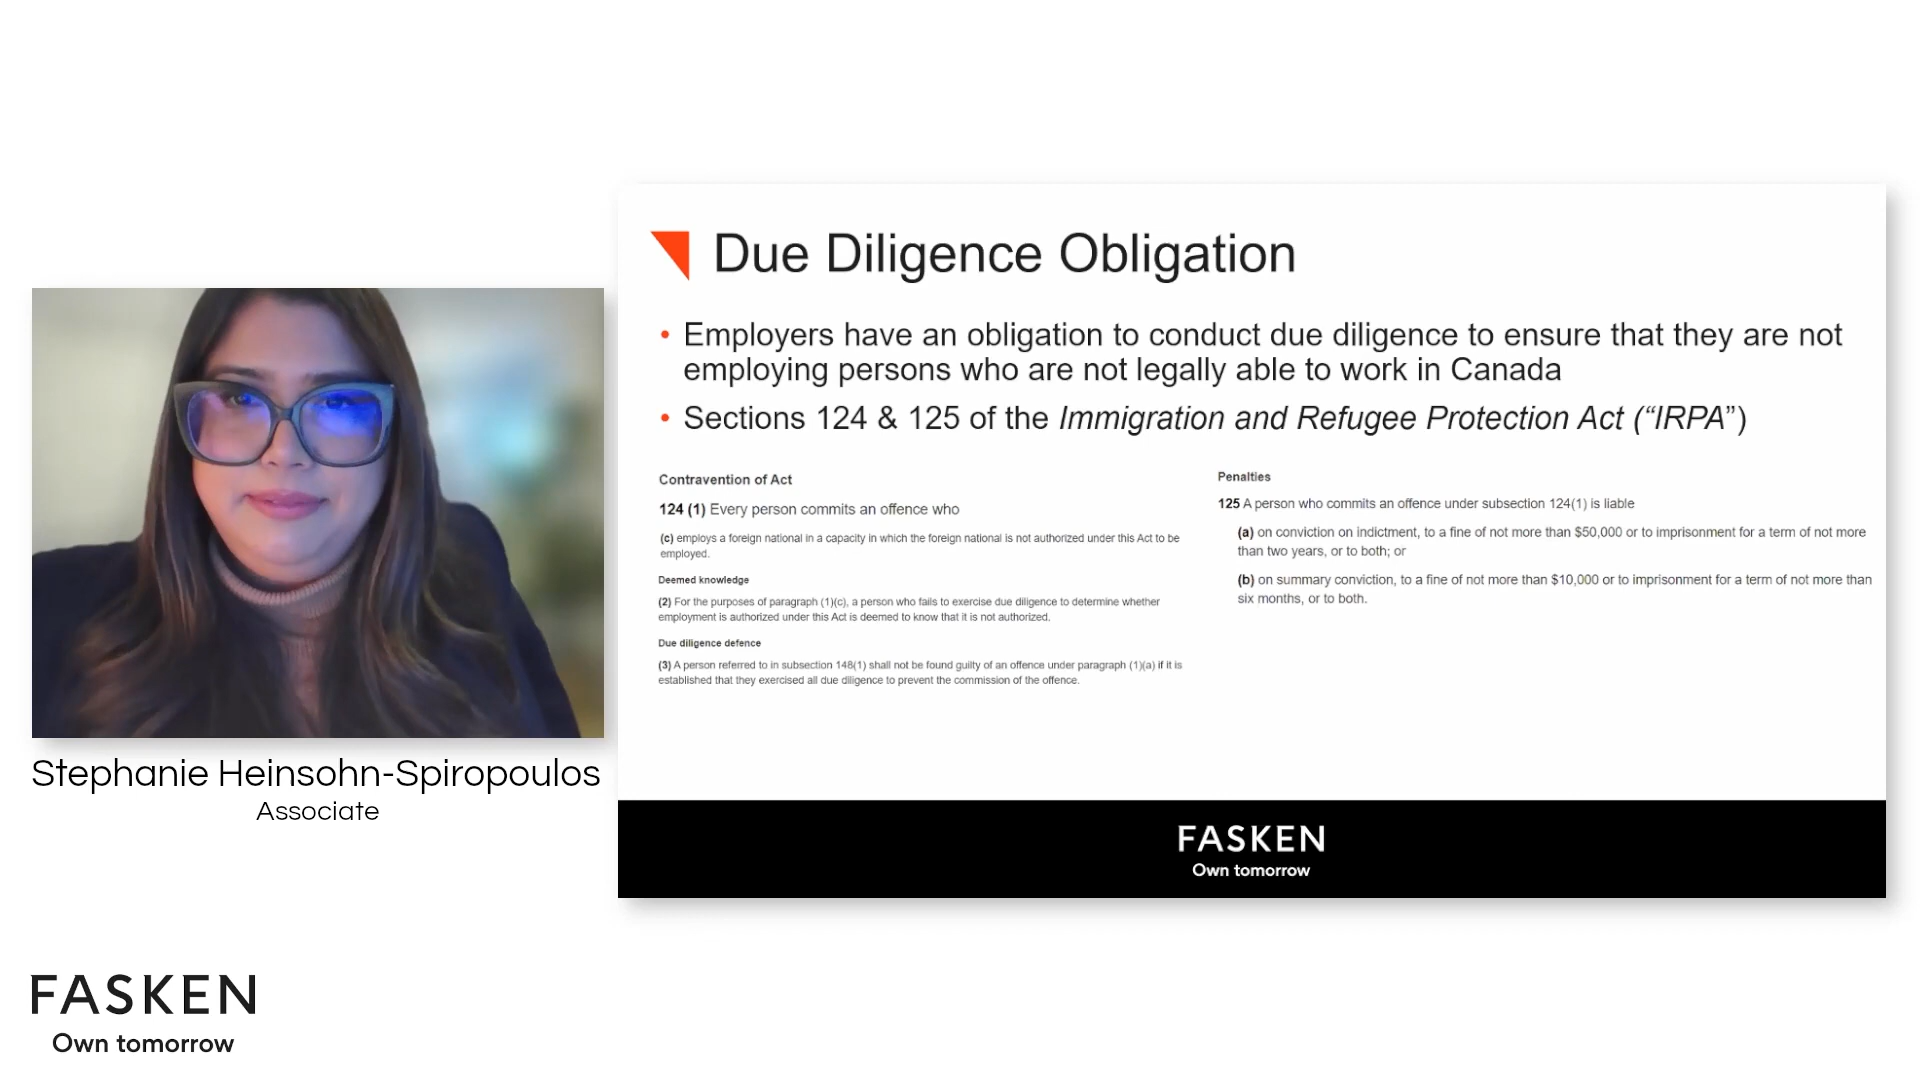 Stephanie Heinsohn-Spiropoulos
Associate
FASKEN
Own tomorrow
Due Diligence Obligation
• Employers have an obligation to conduct due diligence to ensure that they are not
employing persons who are not legally able to work in Canada
• Sections 124 & 125 of the Immigration and Refugee Protection Act (“IRPA”)
Contravention of Act
124 (1) Every person commits an offence who
(c) employs a foreign national in a capacity in which the foreign national is not authorized under this Act to be
employed.
Deemed knowledge
(2) For the purposes of paragraph (1)(c), a person who fails to exercise due diligence to determine whether
employment is authorized under this Act is deemed to know that it is not authorized.
Due diligence defence
(3) A person referred to in subsection 148(1) shall not be found guilty of an offence under paragraph (1)(a) if it is
established that they exercised all due diligence to prevent the commission of the offence.
Penalties
125 A person who commits an offence under subsection 124(1) is liable
(a) on conviction on indictment, to a fine of not more than $50,000 or to imprisonment for a term of not more
than two years, or to both; or
(b) on summary conviction, to a fine of not more than $10,000 or to imprisonment for a term of not more than
six months, or to both.
FASKEN
Own tomorrow